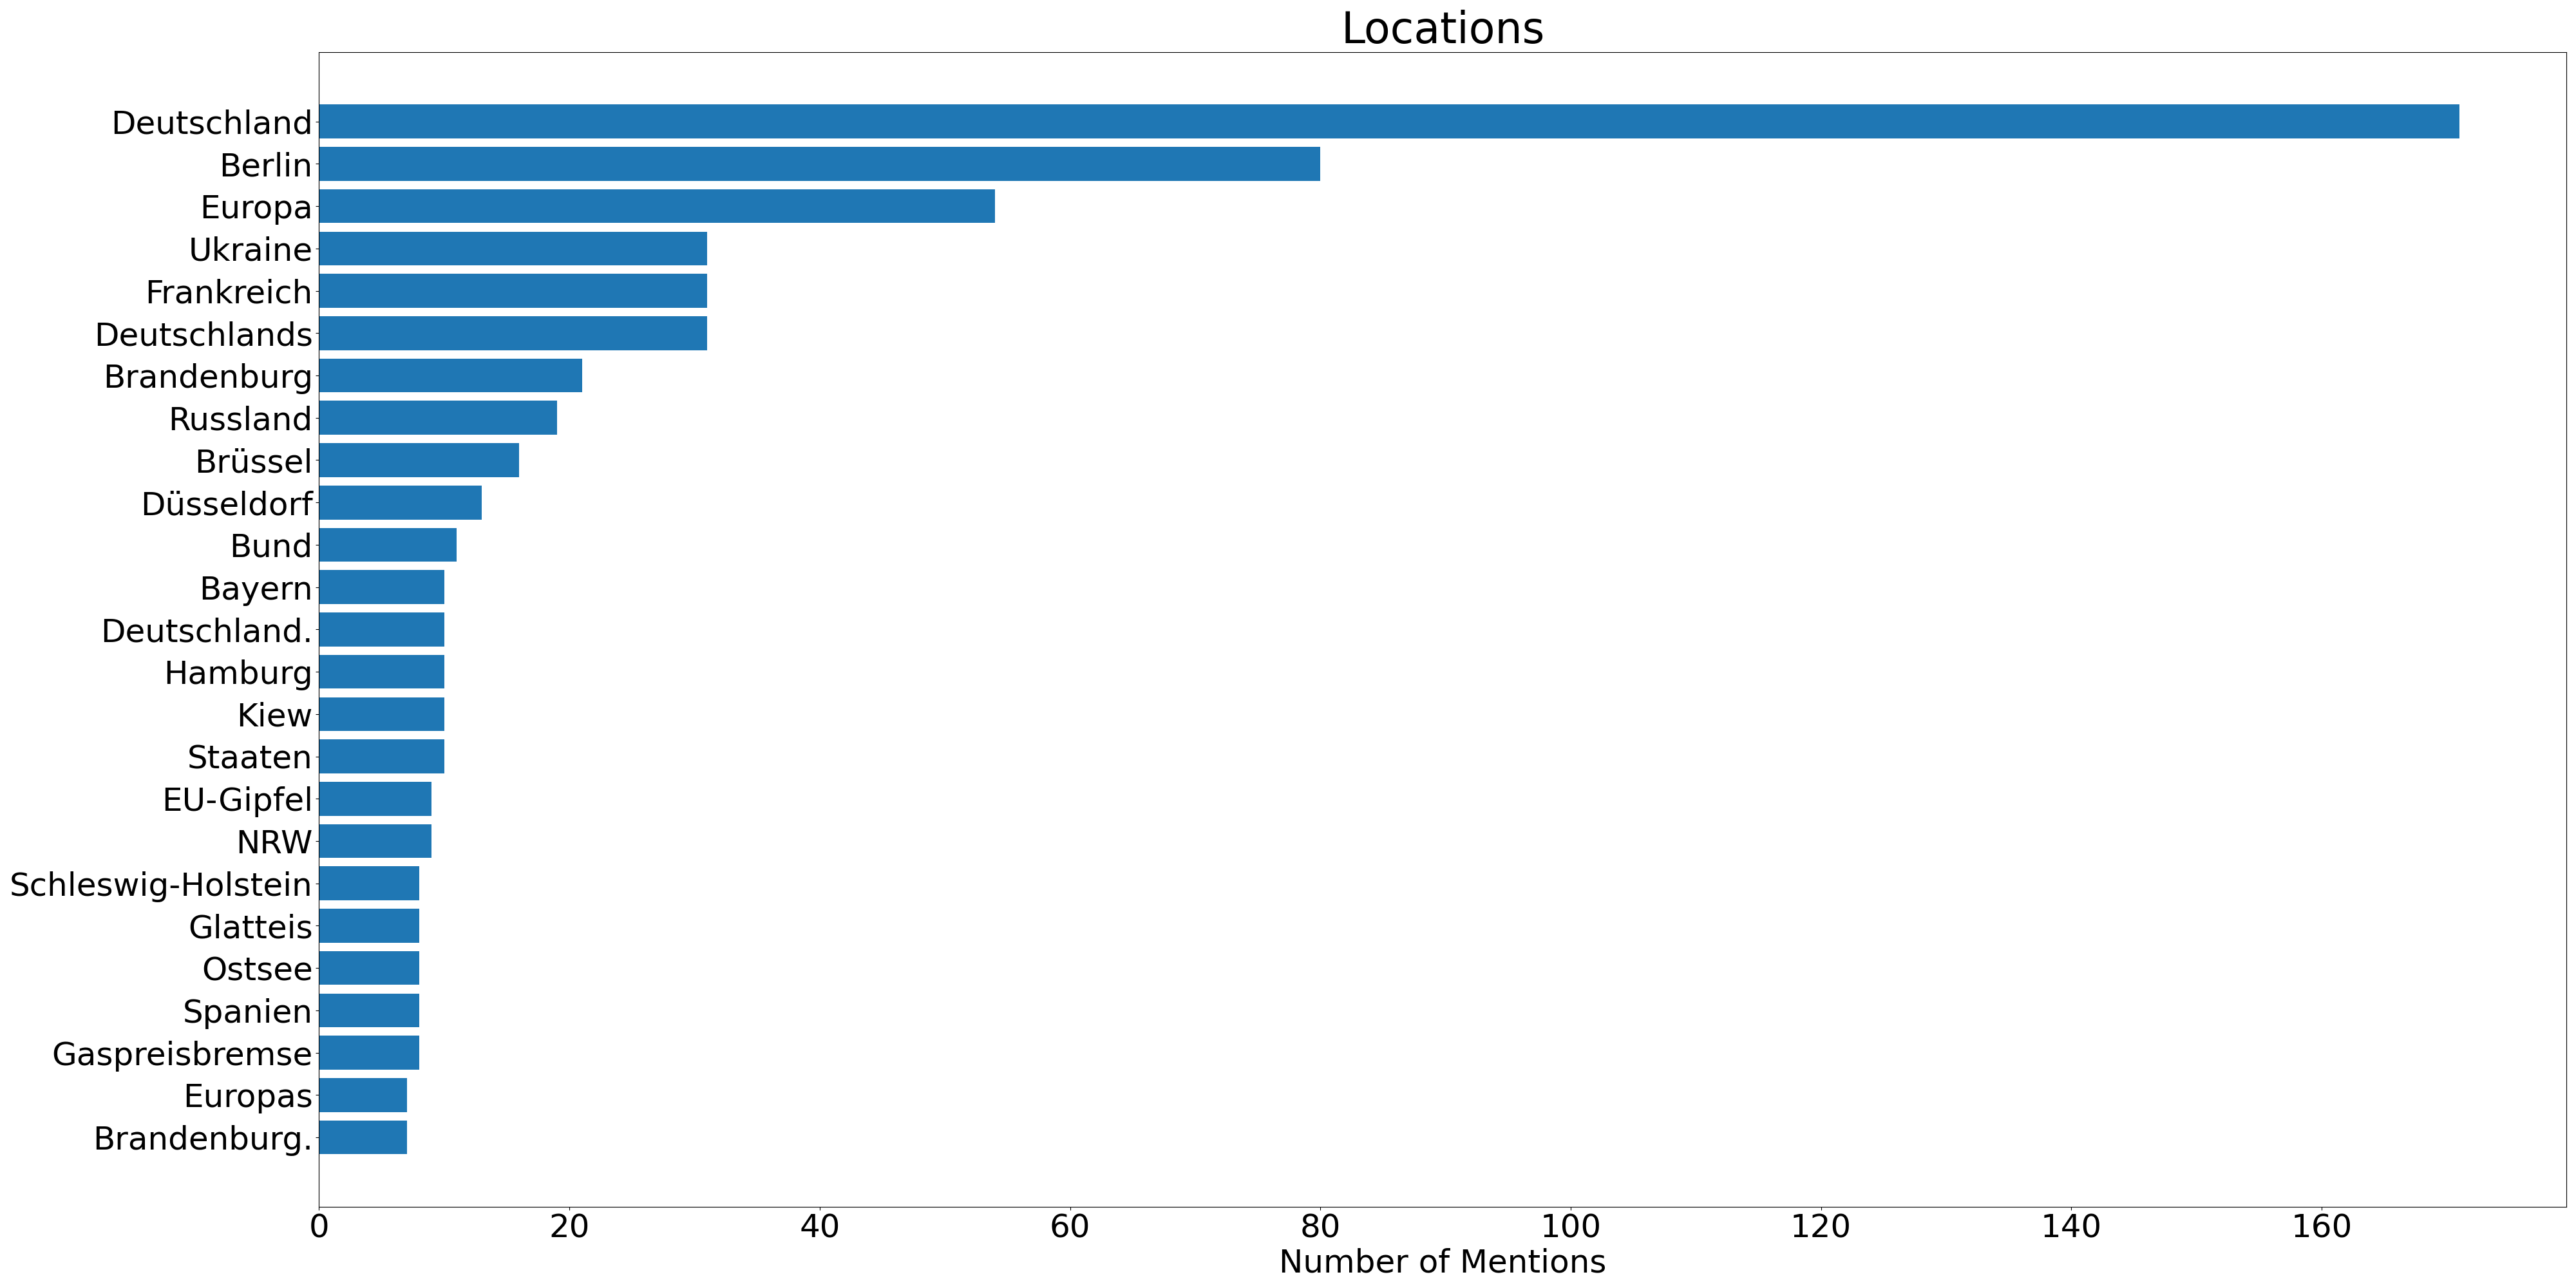 Locations
Deutschland
Berlin
Europa
Ukraine
Frankreich
Deutschlands
Brandenburg
Russland
Brüssel
Düsseldorf
Bund
Bayern
Deutschland.
Hamburg
Kiew
Staaten
EU-Gipfel
NRW
Schleswig-Holstein
Glatteis
Ostsee
Spanien
Gaspreisbremse
Europas
Brandenburg.
0 20 40 60 80 100 120 140 160
Number of Mentions